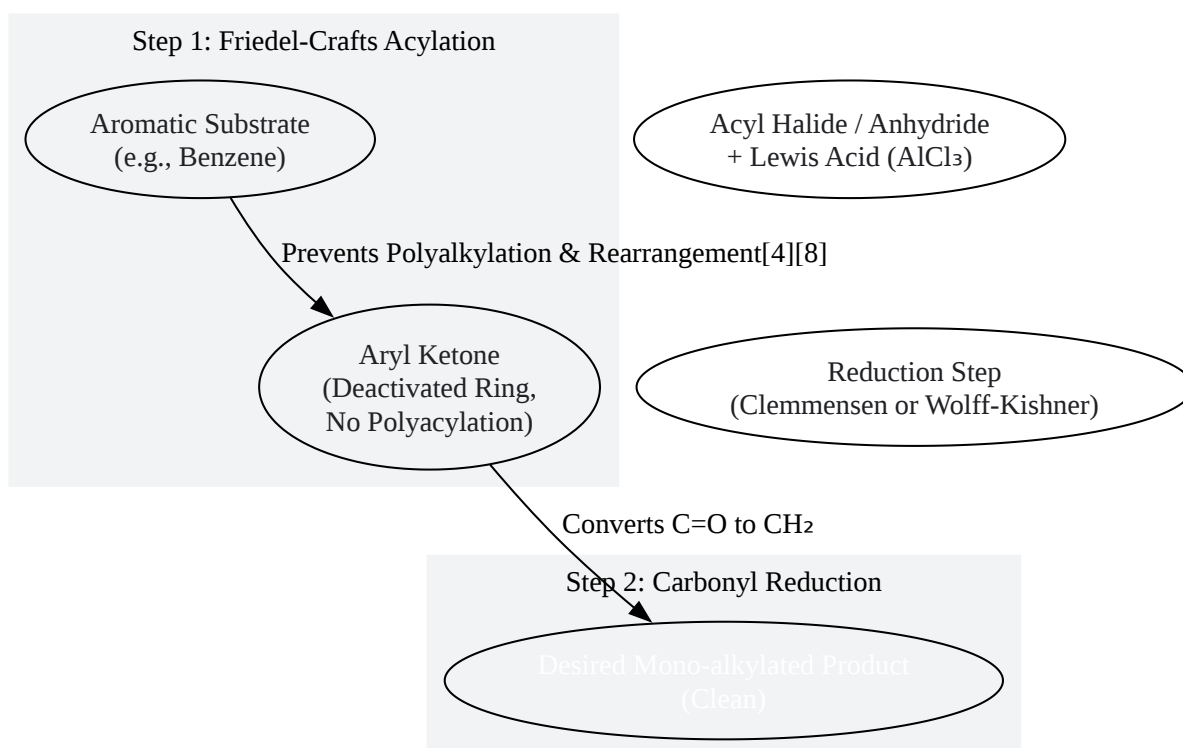 Step 1: Friedel-Crafts Acylation
Aromatic Substrate
(e.g., Benzene)
Acyl Halide / Anhydride
+ Lewis Acid (AlCl₃)
Prevents Polyalkylation & Rearrangement[4][8]
Aryl Ketone
(Deactivated Ring,
No Polyacylation)
Reduction Step
(Clemmensen or Wolff-Kishner)
Converts C=O to CH₂
Step 2: Carbonyl Reduction
Desired Mono-alkylated Product
(Clean)